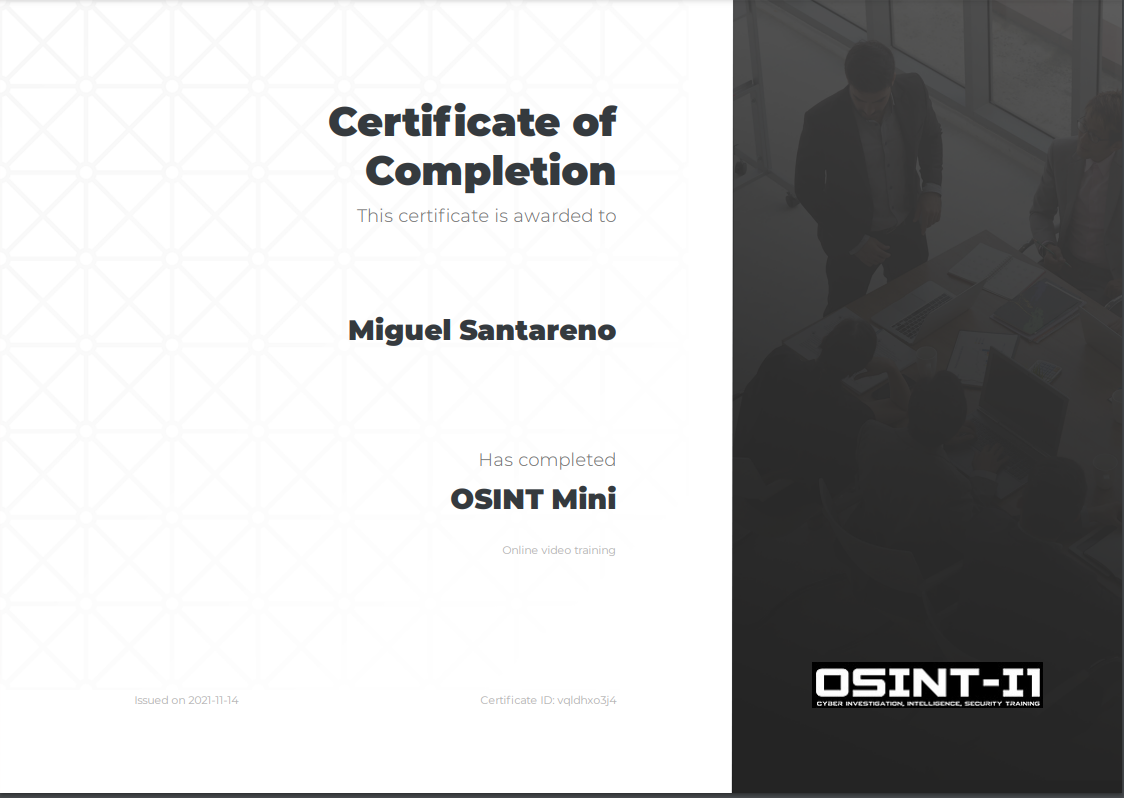 Certificate of
Completion
This certificate is awarded to
Miguel Santareno
Has completed
OSINT Mini
Online video training
Issued on 2021-11-14
Certificate ID: vqldhxo3j4
OSINT-I1
CYBER INVESTIGATION, INTELLIGENCE, SECURITY TRAINING